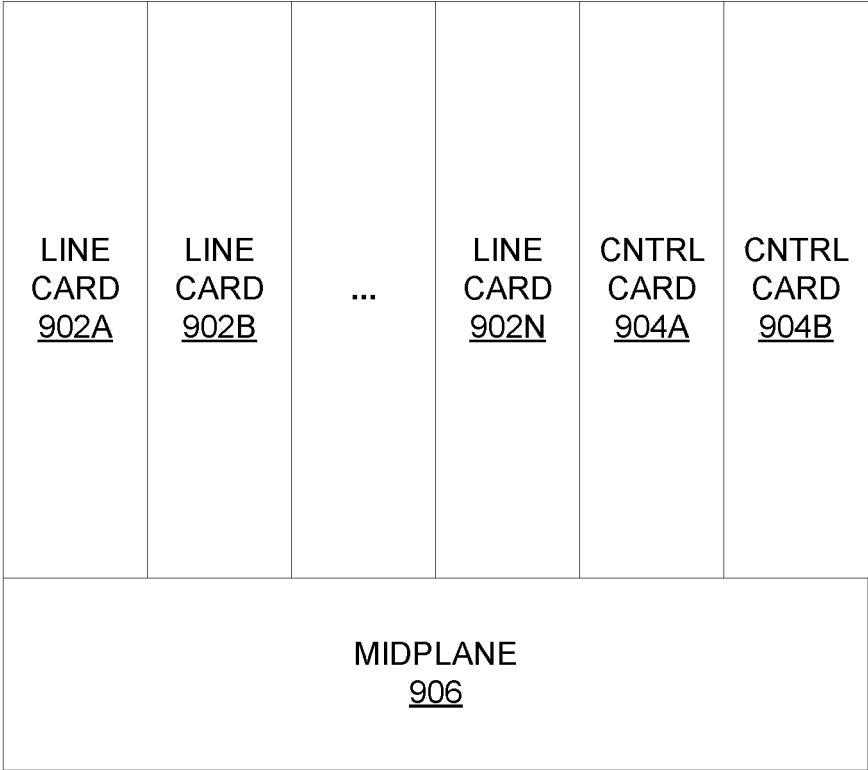 LINE
CARD
902A
LINE
CARD
902B
...
LINE
CARD
902N
CNTRL
CARD
904A
CNTRL
CARD
904B
MIDPLANE
906